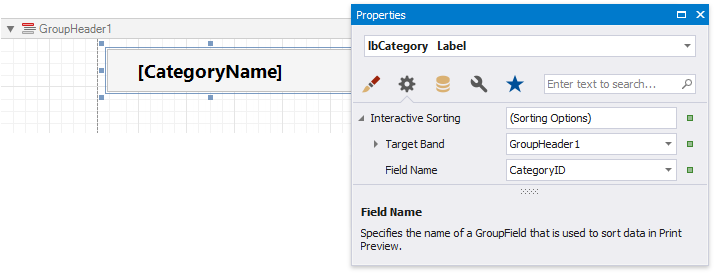 GroupHeader1
[CategoryName]
Properties
lbCategory Label
Enter text to search...
Interactive Sorting (Sorting Options)
Target Band GroupHeader1
Field Name CategoryID
Field Name
Specifies the name of a GroupField that is used to sort data in Print
Preview.